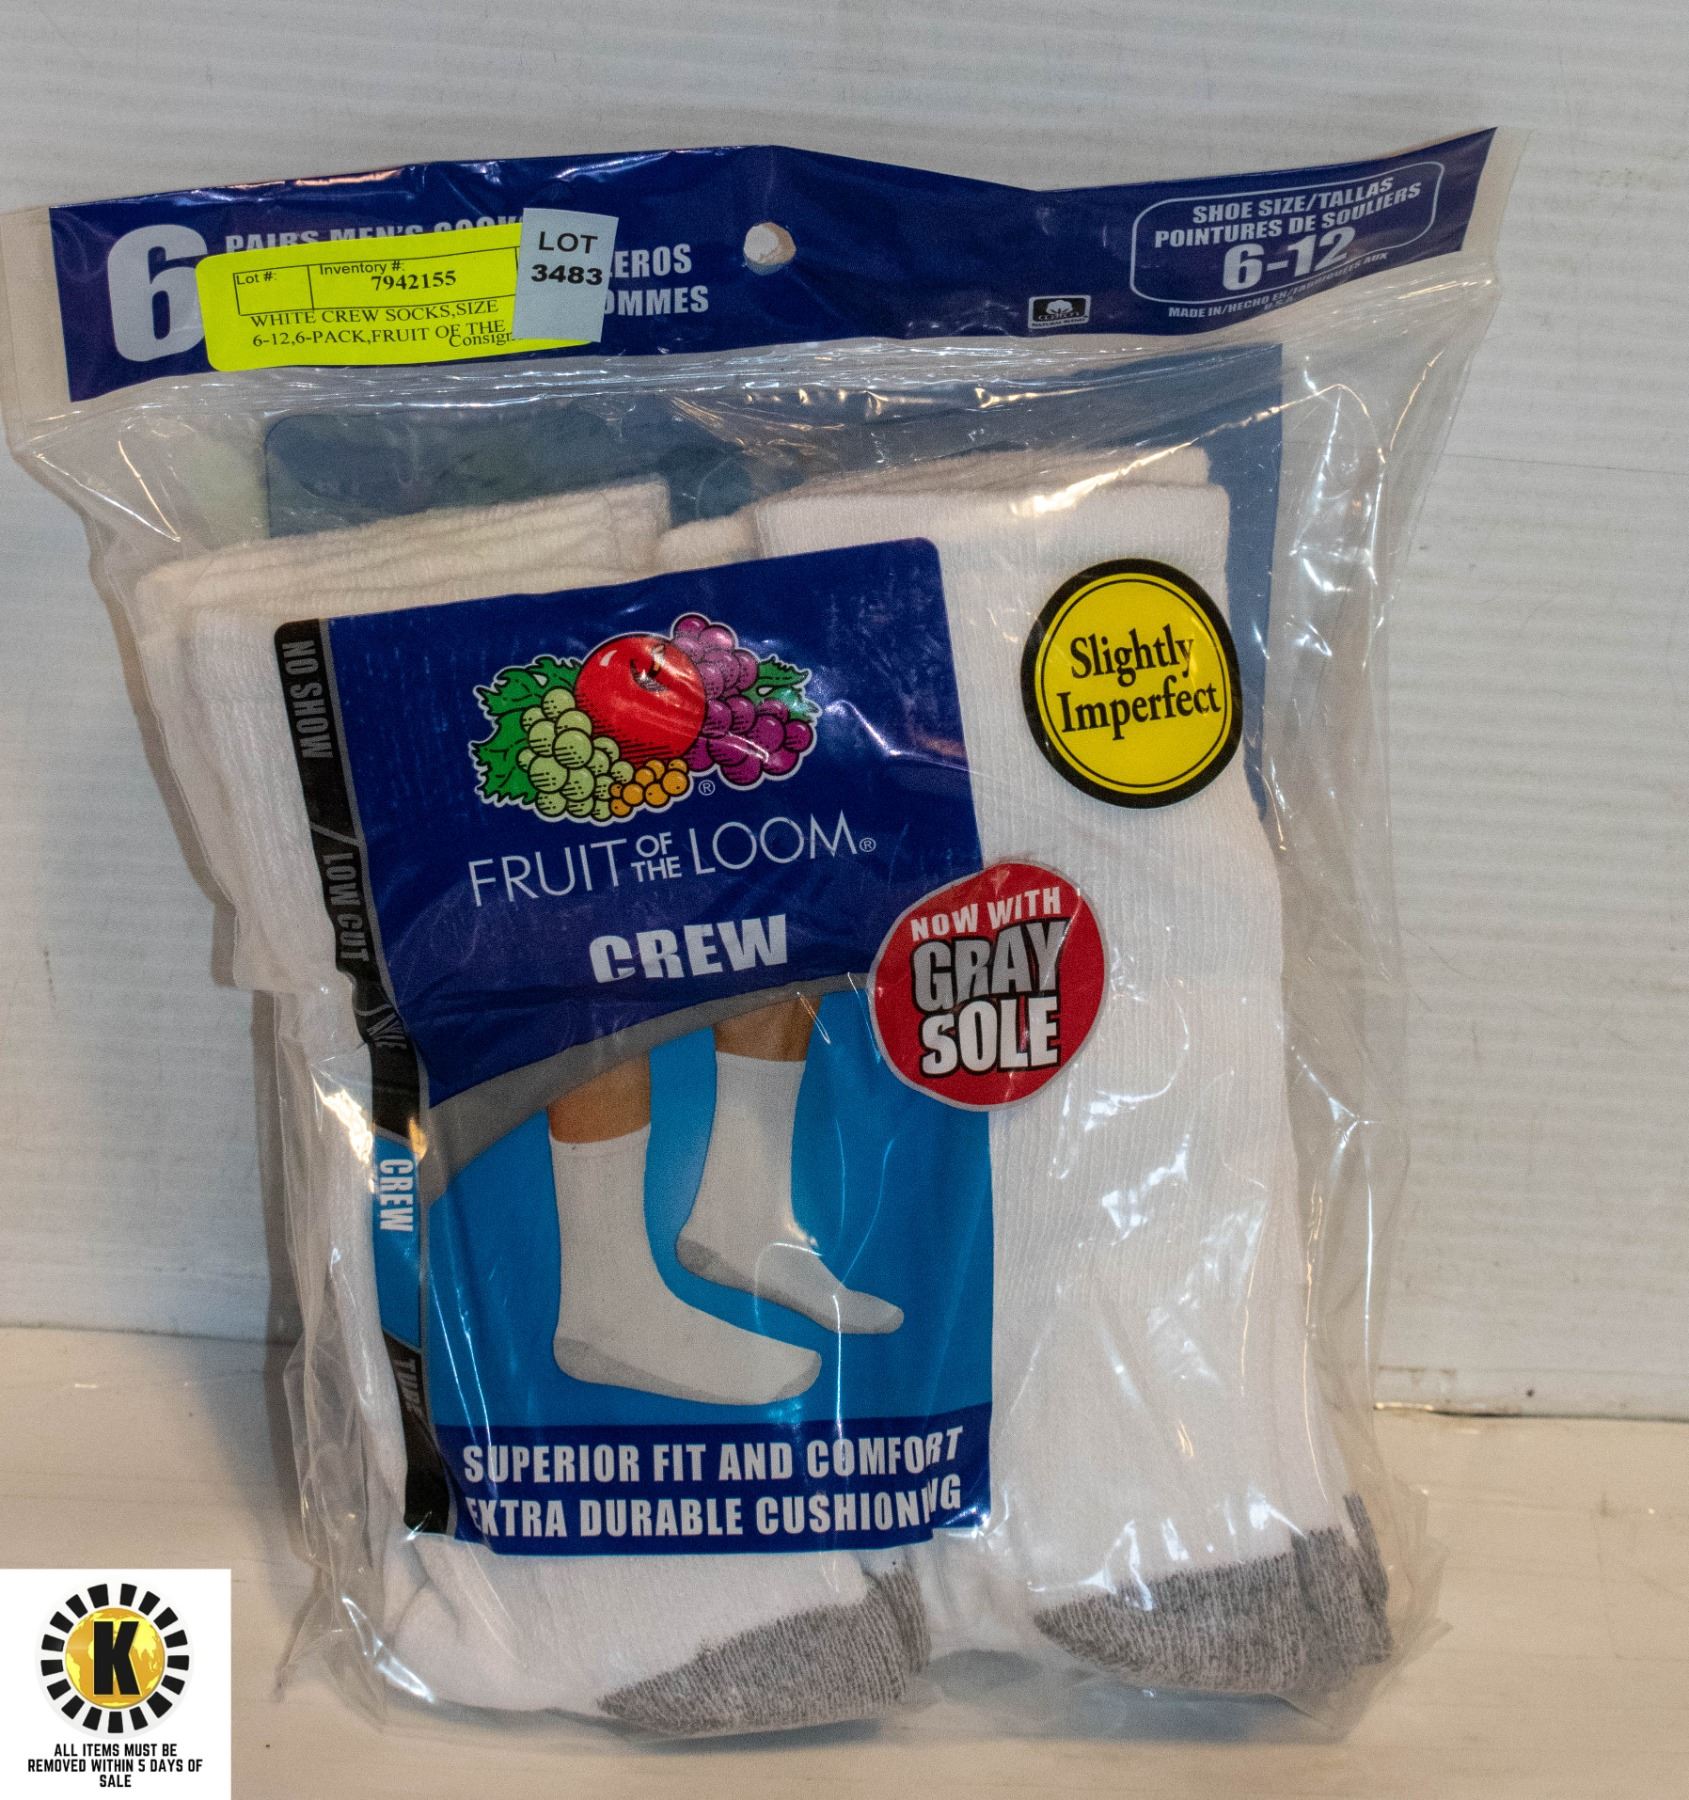 6
PAIRS MEN'S SOCKS
EROS
OMMES
Lot #:
Inventory #:
7942155
WHITE CREW SOCKS,SIZE
6-12,6-PACK,FRUIT OF THE
Consign
LOT
3483
SHOE SIZE/TALLAS
POINTURES DE SOULIERS
6-12
MADE IN/HECHO EN/FABRIQUEES AUX
U.S.A.
NO SHOW
LOW CUT
CREW
TUBE
FRUIT OF THE LOOM®
®
CREW
Slightly
Imperfect
NOW WITH
GRAY
SOLE
SUPERIOR FIT AND COMFORT
EXTRA DURABLE CUSHIONING
K
ALL ITEMS MUST BE
REMOVED WITHIN 5 DAYS OF
SALE